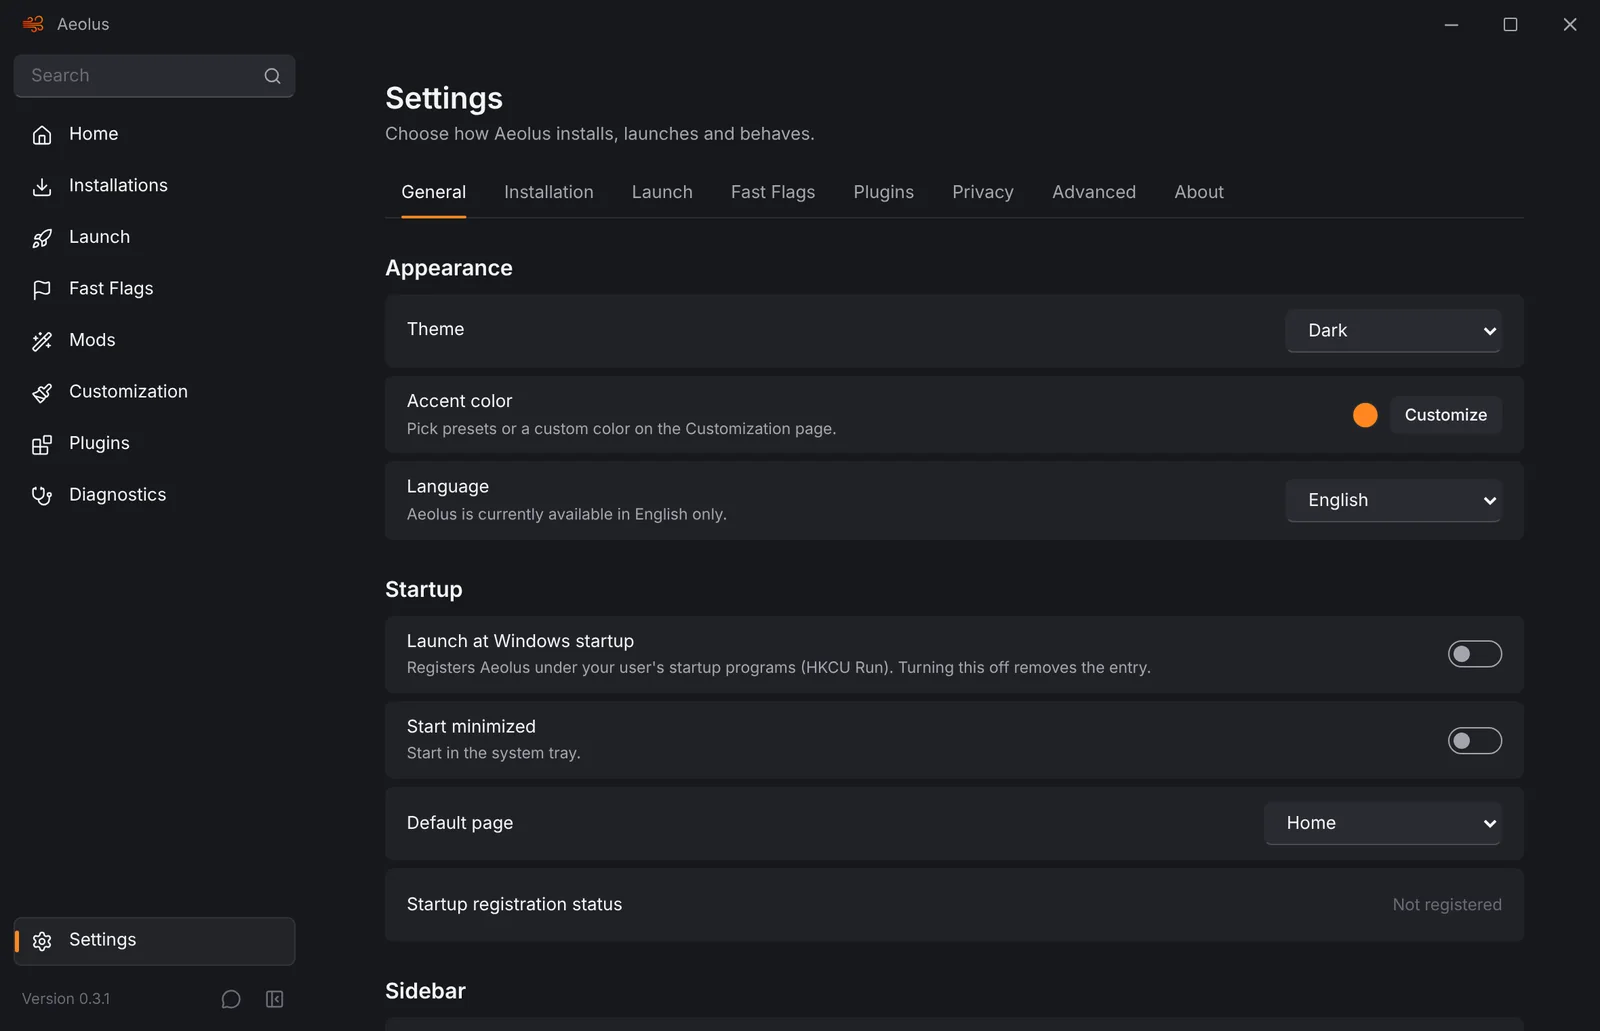 Aeolus
Search
Home
Installations
Launch
Fast Flags
Mods
Customization
Plugins
Diagnostics
Settings
Version 0.3.1
Settings
Choose how Aeolus installs, launches and behaves.
General
Installation
Launch
Fast Flags
Plugins
Privacy
Advanced
About
Appearance
Theme
Dark
Accent color
Pick presets or a custom color on the Customization page.
Customize
Language
Aeolus is currently available in English only.
English
Startup
Launch at Windows startup
Registers Aeolus under your user's startup programs (HKCU Run). Turning this off removes the entry.
Start minimized
Start in the system tray.
Default page
Home
Startup registration status
Not registered
Sidebar